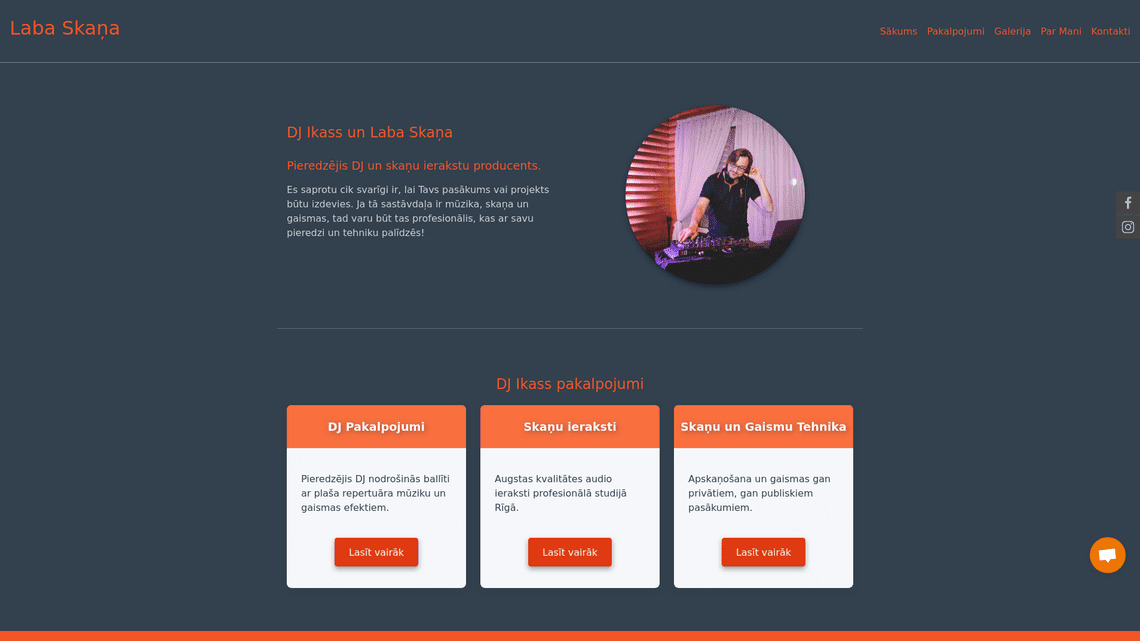 Laba Skaņa
Sākums Pakalpojumi Galerija Par Mani Kontakti
DJ Ikass un Laba Skaņa
Pieredzējis DJ un skaņu ierakstu producents.
Es saprotu cik svarīgi ir, lai Tavs pasākums vai projekts
būtu izdevies. Ja tā sastāvdaļa ir mūzika, skaņa un
gaismas, tad varu būt tas profesionālis, kas ar savu
pieredzi un tehniku palīdzēs!
DJ Ikass pakalpojumi
DJ Pakalpojumi
Pieredzējis DJ nodrošinās ballīti
ar plaša repertuāra mūziku un
gaismas efektiem.
Lasīt vairāk
Skaņu ieraksti
Augstas kvalitātes audio
ieraksti profesionālā studijā
Rīgā.
Lasīt vairāk
Skaņu un Gaismu Tehnika
Apskaņošana un gaismas gan
privātiem, gan publiskiem
pasākumiem.
Lasīt vairāk